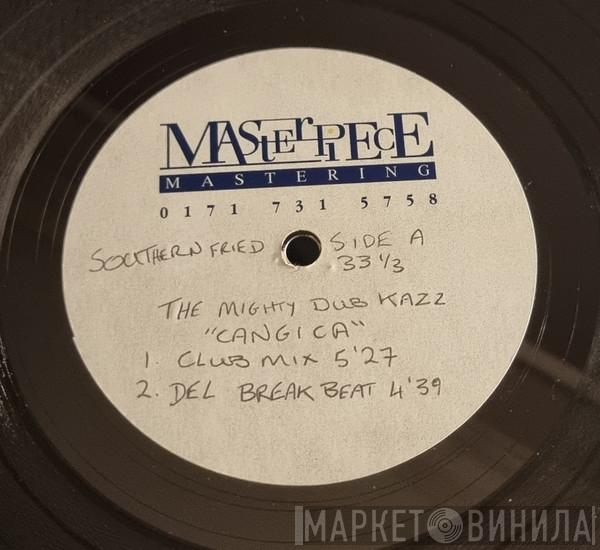 MASTERPIECE
MASTERING
0171 731 5758
SOUTHERN FRIED
SIDE A
33 1/3
THE MIGHTY DUB KAZZ
"CANGICA"
1. CLUB MIX 5'27
2. DEL BREAK BEAT 4'39
МАРКЕТ ВИНИЛА